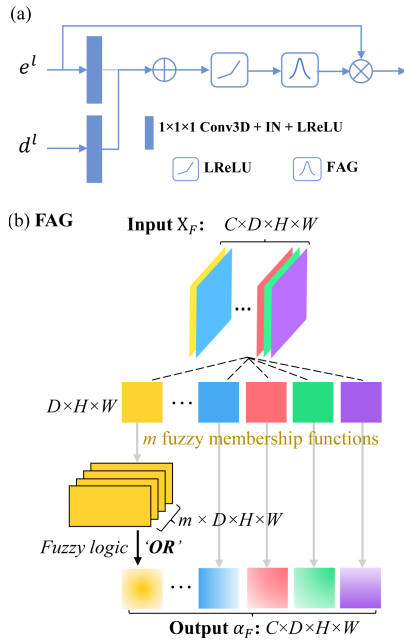 (a)
e^l
d^l
1×1×1 Conv3D + IN + LReLU
LReLU
FAG
(b) FAG
Input X_F: C×D×H×W
...
D×H×W
...
m fuzzy membership functions
m × D×H×W
Fuzzy logic 'OR'
...
Output α_F: C×D×H×W